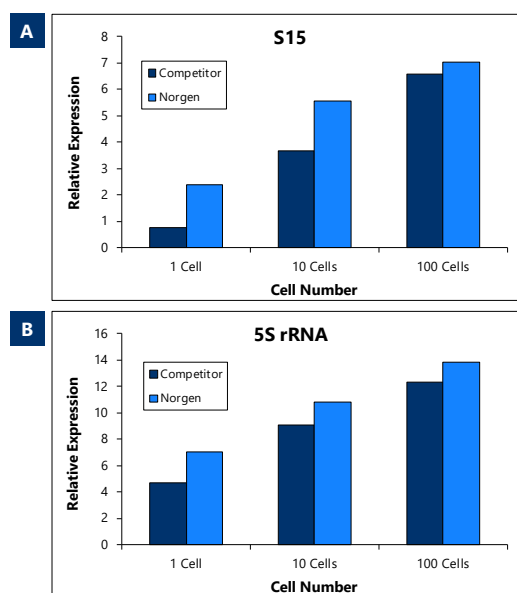 A
S15
8
7
6
5
4
3
2
1
0
Relative Expression
Competitor
Norgen
1 Cell
10 Cells
100 Cells
Cell Number
B
5S rRNA
16
14
12
10
8
6
4
2
0
Relative Expression
Competitor
Norgen
1 Cell
10 Cells
100 Cells
Cell Number